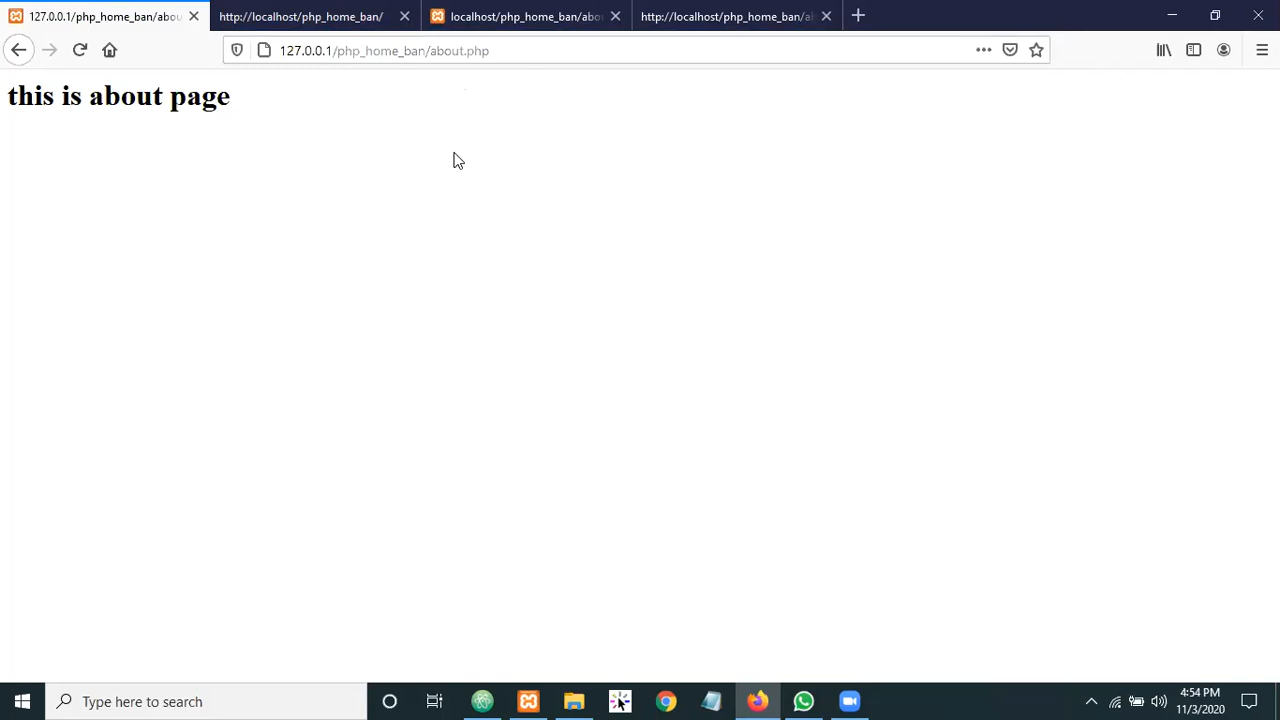 127.0.0.1/php_home_ban/abou
http://localhost/php_home_ban/
localhost/php_home_ban/abou
http://localhost/php_home_ban/a
127.0.0.1/php_home_ban/about.php
this is about page
Type here to search
4:54 PM
11/3/2020